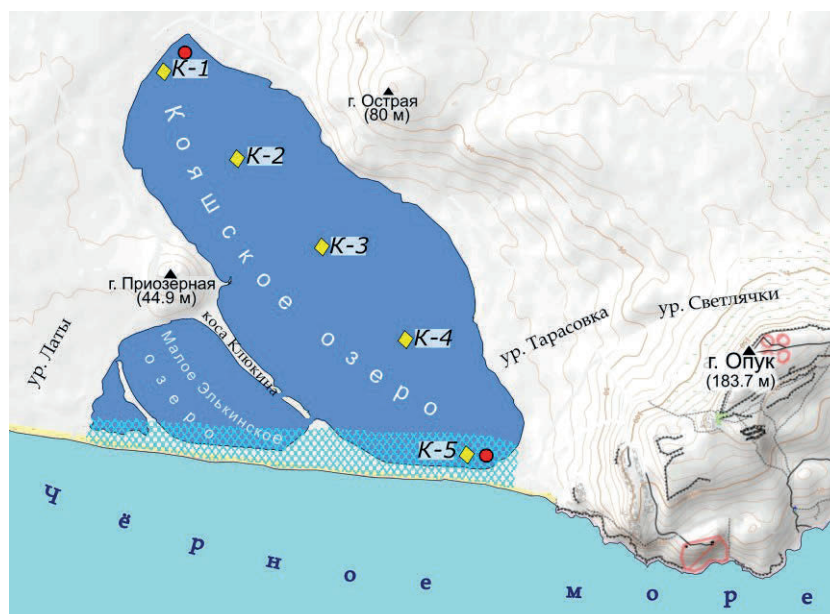 К-1
г. Острая
(80 м)
К-2
Кояшское озеро
К-3
г. Приозёрная
(44.9 м)
ур. Латы
коса Клюкина
Малое Элькинское
озеро
К-4
ур. Тарасовка
ур. Светлячки
г. Опук
(183.7 м)
К-5
Чёрное море